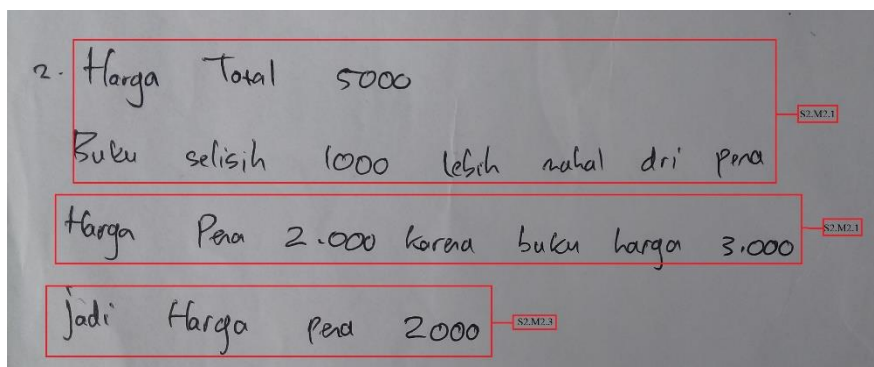 2. Harga Total 5000
S2.M2.1
Buku selisih 1000 lebih mahal dri pena
Harga Pena 2.000 karena buku harga 3.000
S2.M2.1
jadi Harga pena 2000
S2.M2.3